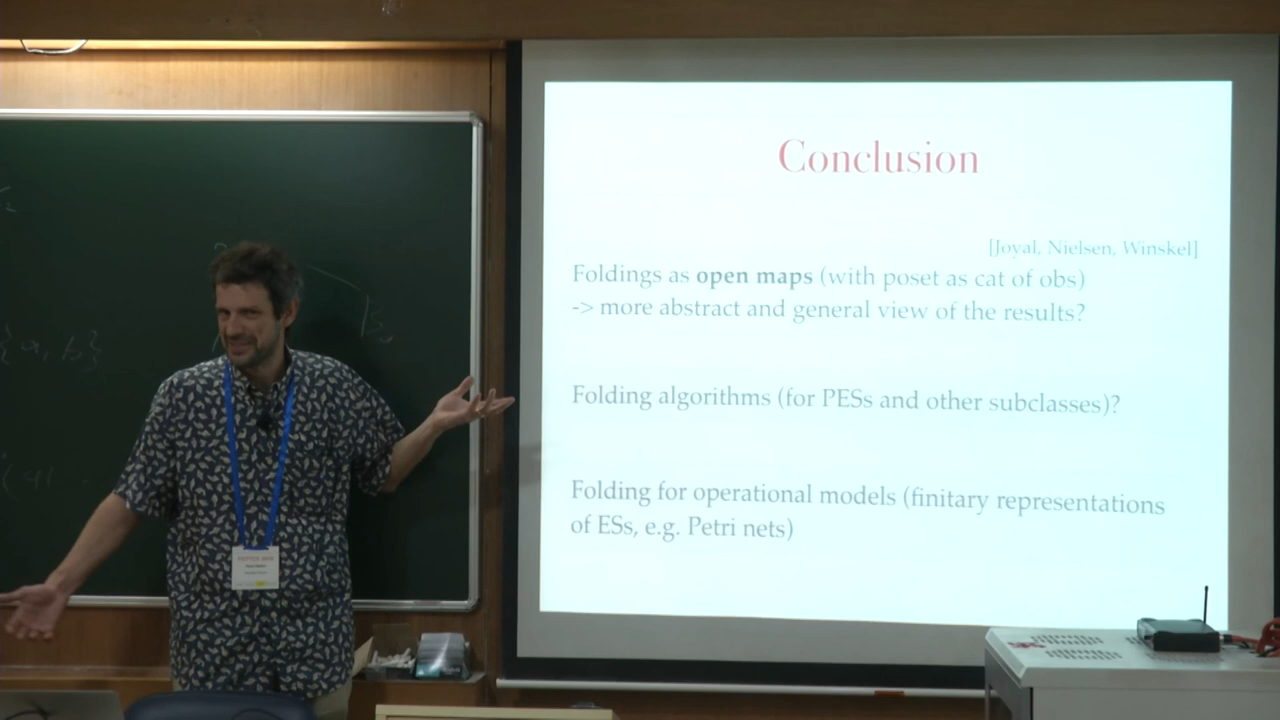 Conclusion
[Joyal, Nielsen, Winskel]
Foldings as open maps (with poset as cat of obs)
-> more abstract and general view of the results?
Folding algorithms (for PESs and other subclasses)?
Folding for operational models (finitary representations
of ESs, e.g. Petri nets)
{a, b}